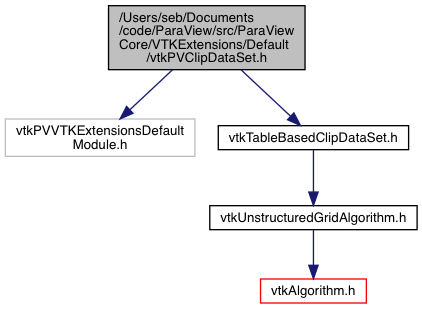 /Users/seb/Documents
/code/ParaView/src/ParaView
Core/VTKExtensions/Default
/vtkPVClipDataSet.h
vtkPVVTKExtensionsDefault
Module.h
vtkTableBasedClipDataSet.h
vtkUnstructuredGridAlgorithm.h
vtkAlgorithm.h